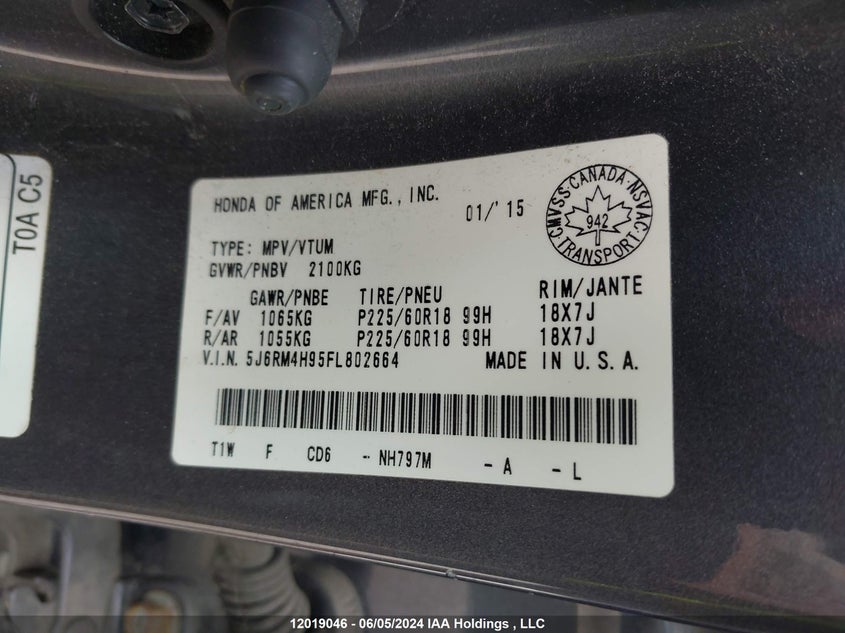 T0A C5
HONDA OF AMERICA MFG., INC. 01/'15
CMVSS·CANADA·NSVAC·TRANSPORT
942
TYPE: MPV/VTUM
GVWR/PNBV 2100KG
GAWR/PNBE TIRE/PNEU RIM/JANTE
F/AV 1065KG P225/60R18 99H 18X7J
R/AR 1055KG P225/60R18 99H 18X7J
V.I.N. 5J6RM4H95FL802664 MADE IN U.S.A.
T1W F CD6 - NH797M - A - L
12019046 - 06/05/2024 IAA Holdings , LLC